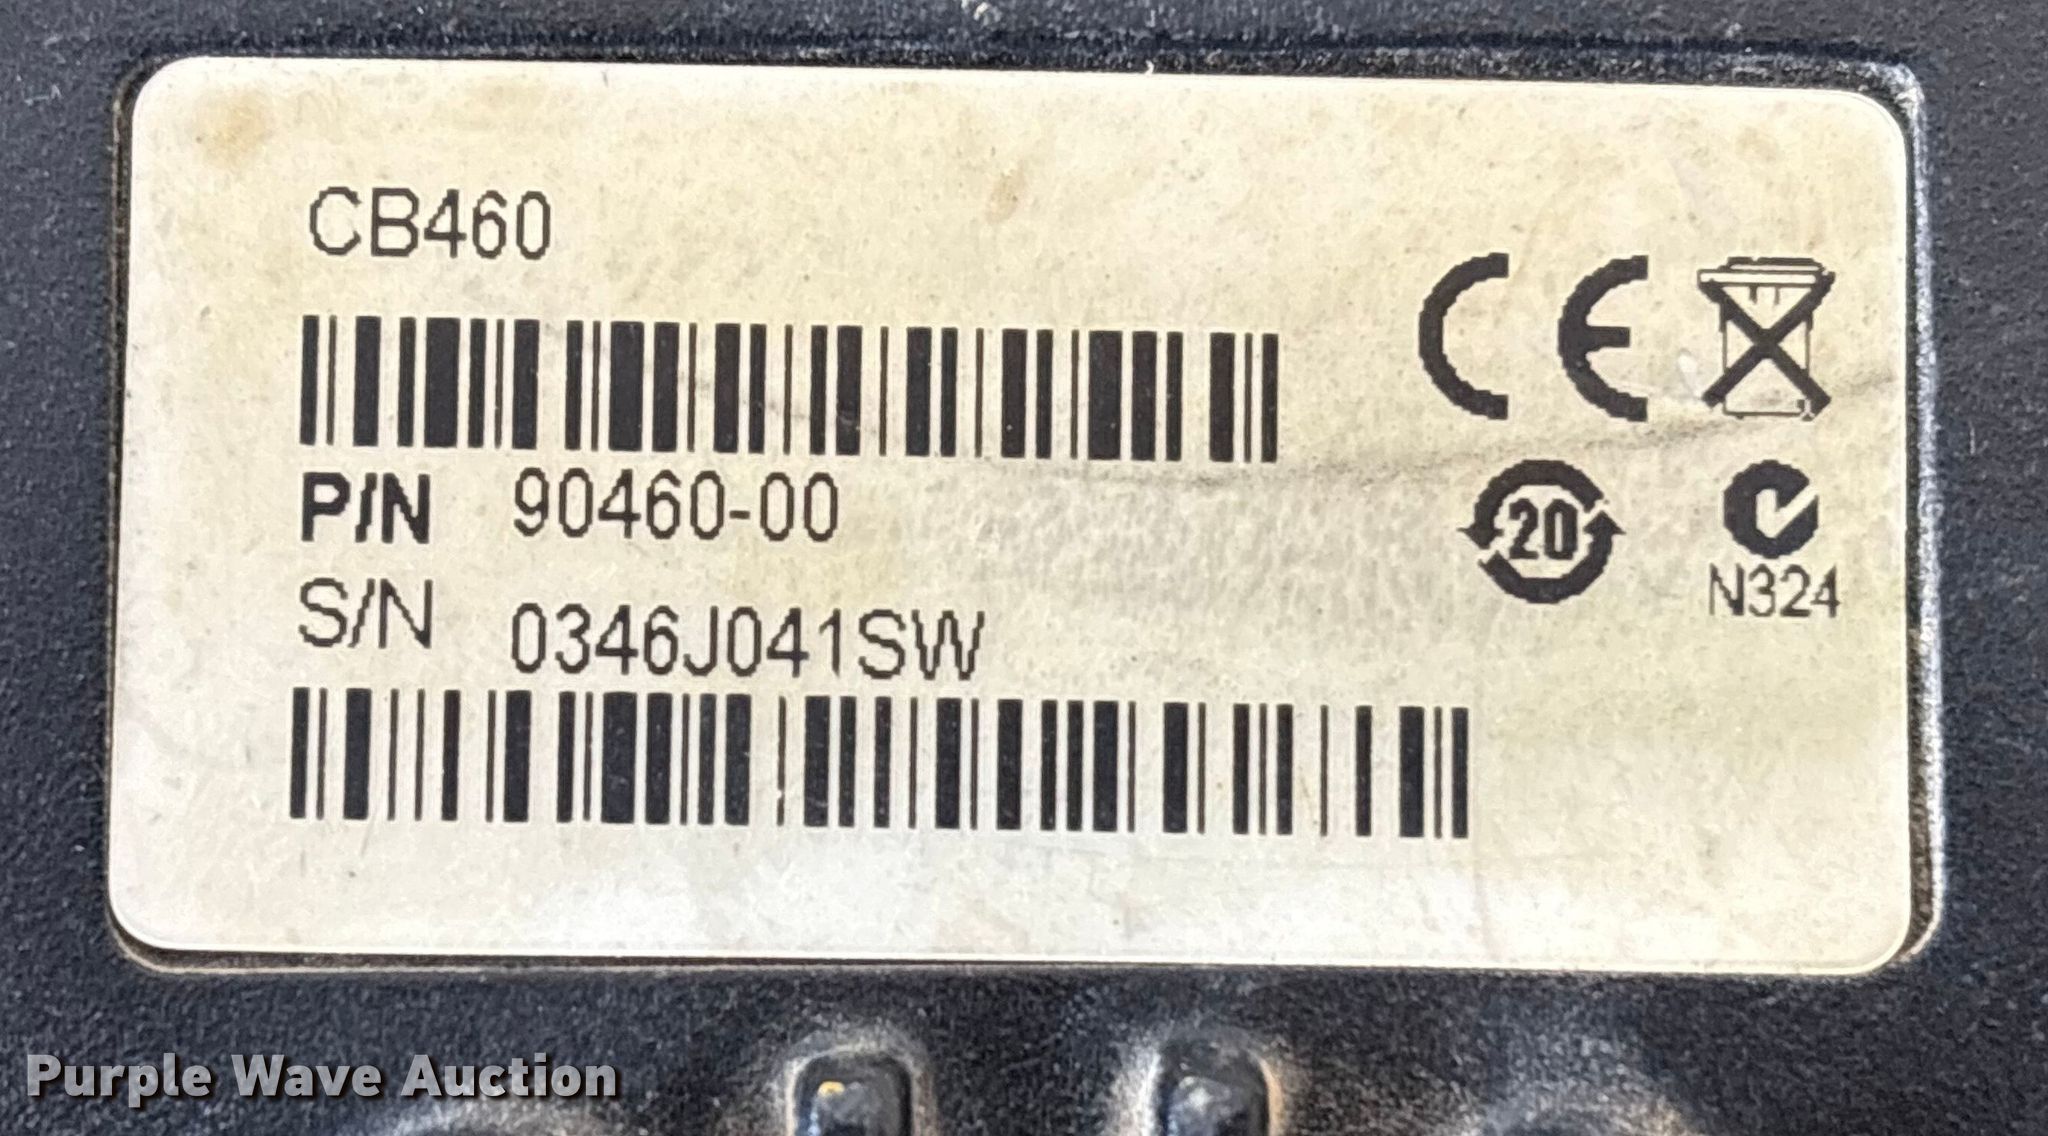 CB460
P/N 90460-00
S/N 0346J041SW
CE
20
N324
Purple Wave Auction